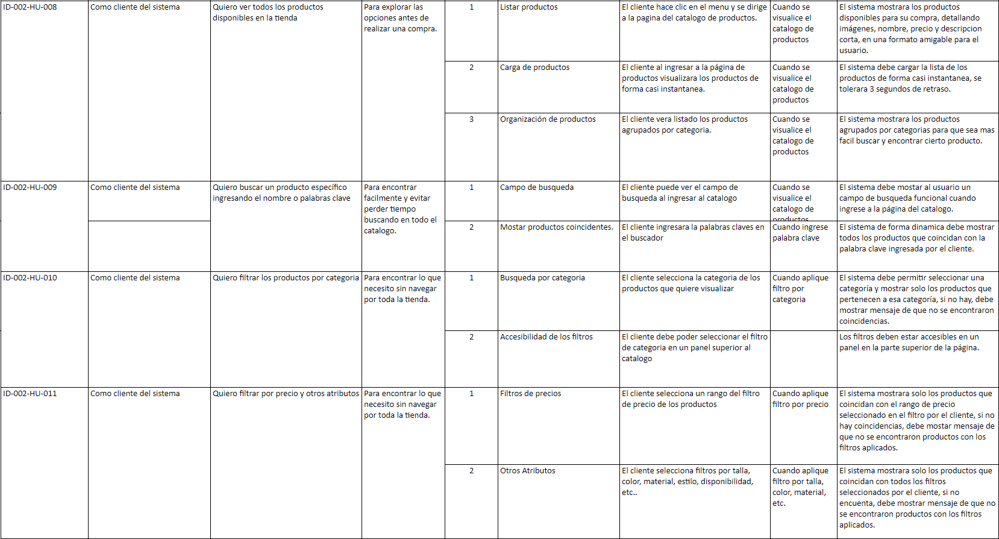 ID-002-HU-008
Como cliente del sistema
Quiero ver todos los productos
disponibles en la tienda
Para explorar las
opciones antes de
realizar una compra.
1
Listar productos
El cliente hace clic en el menu y se dirige
a la pagina del catalogo de productos.
Cuando se
visualice el
catalogo de
productos
El sistema mostrara los productos
disponibles para su compra, detallando
imágenes, nombre, precio y descripcion
corta, en una formato amigable para el
usuario.
2
Carga de productos
El cliente al ingresar a la página de
productos visualizara los productos de
forma casi instantanea.
Cuando se
visualice el
catalogo de
productos
El sistema debe cargar la lista de los
productos de forma casi instantanea, se
tolerara 3 segundos de retraso.
3
Organización de productos
El cliente vera listado los productos
agrupados por categoria.
Cuando se
visualice el
catalogo de
productos
El sistema mostrara los productos
agrupados por categorias para que sea mas
facil buscar y encontrar cierto producto.
ID-002-HU-009
Como cliente del sistema
Quiero buscar un producto específico
ingresando el nombre o palabras clave
Para encontrar
facilmente y evitar
perder tiempo
buscando en todo el
catalogo.
1
Campo de busqueda
El cliente puede ver el campo de
busqueda al ingresar al catalogo
Cuando se
visualice el
catalogo de
productos
El sistema debe mostar al usuario un
campo de busqueda funcional cuando
ingrese a la página del catalogo.
2
Mostar productos coincidentes.
El cliente ingresara la palabras claves en
el buscador
Cuando ingrese
palabra clave
El sistema de forma dinamica debe mostrar
todos los productos que coincidan con la
palabra clave ingresada por el cliente.
ID-002-HU-010
Como cliente del sistema
Quiero filtrar los productos por categoria
Para encontrar lo que
necesito sin navegar
por toda la tienda.
1
Busqueda por categoria
El cliente selecciona la categoria de los
productos que quiere visualizar
Cuando aplique
filtro por
categoria
El sistema debe permitir seleccionar una
categoría y mostrar solo los productos que
pertenecen a esa categoría, si no hay, debe
mostrar mensaje de que no se encontraron
coincidencias.
2
Accesibilidad de los filtros
El cliente debe poder seleccionar el filtro
de categoria en un panel superior al
catalogo
Los filtros deben estar accesibles en un
panel en la parte superior de la página.
ID-002-HU-011
Como cliente del sistema
Quiero filtrar por precio y otros atributos
Para encontrar lo que
necesito sin navegar
por toda la tienda.
1
Filtros de precios
El cliente selecciona un rango del filtro
de precio de los productos
Cuando aplique
filtro por precio
El sistema mostrara solo los productos que
coincidan con el rango de precio
seleccionado en el filtro por el cliente, si no
hay coincidencias, debe mostar mensaje de
que no se encontraron productos con los
filtros aplicados.
2
Otros Atributos
El cliente selecciona filtros por talla,
color, material, estilo, disponibilidad,
etc..
Cuando aplique
filtro por talla,
color, material,
etc.
El sistema mostrara solo los productos que
coincidan con todos los filtros
seleccionados por el cliente, si no
encuenta, debe mostrar mensaje de que no
se encontraron productos con los filtros
aplicados.